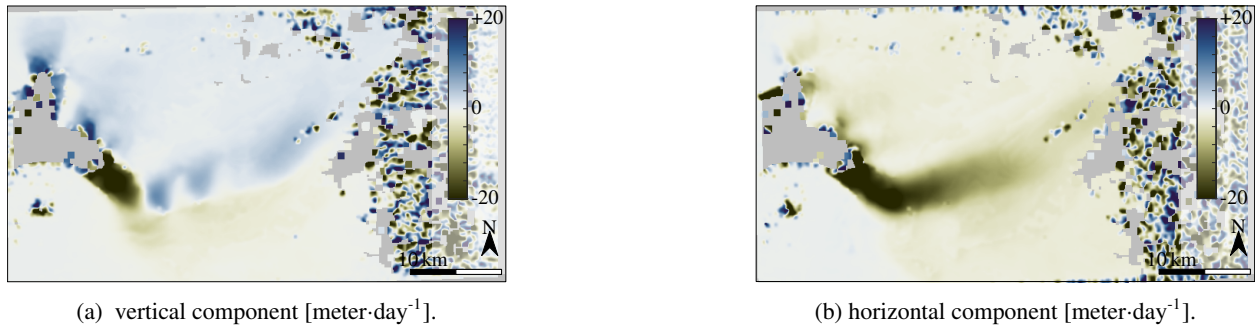 +20
0
-20
N
10 km
+20
0
-20
N
10 km
(a) vertical component [meter·day⁻¹].
(b) horizontal component [meter·day⁻¹].